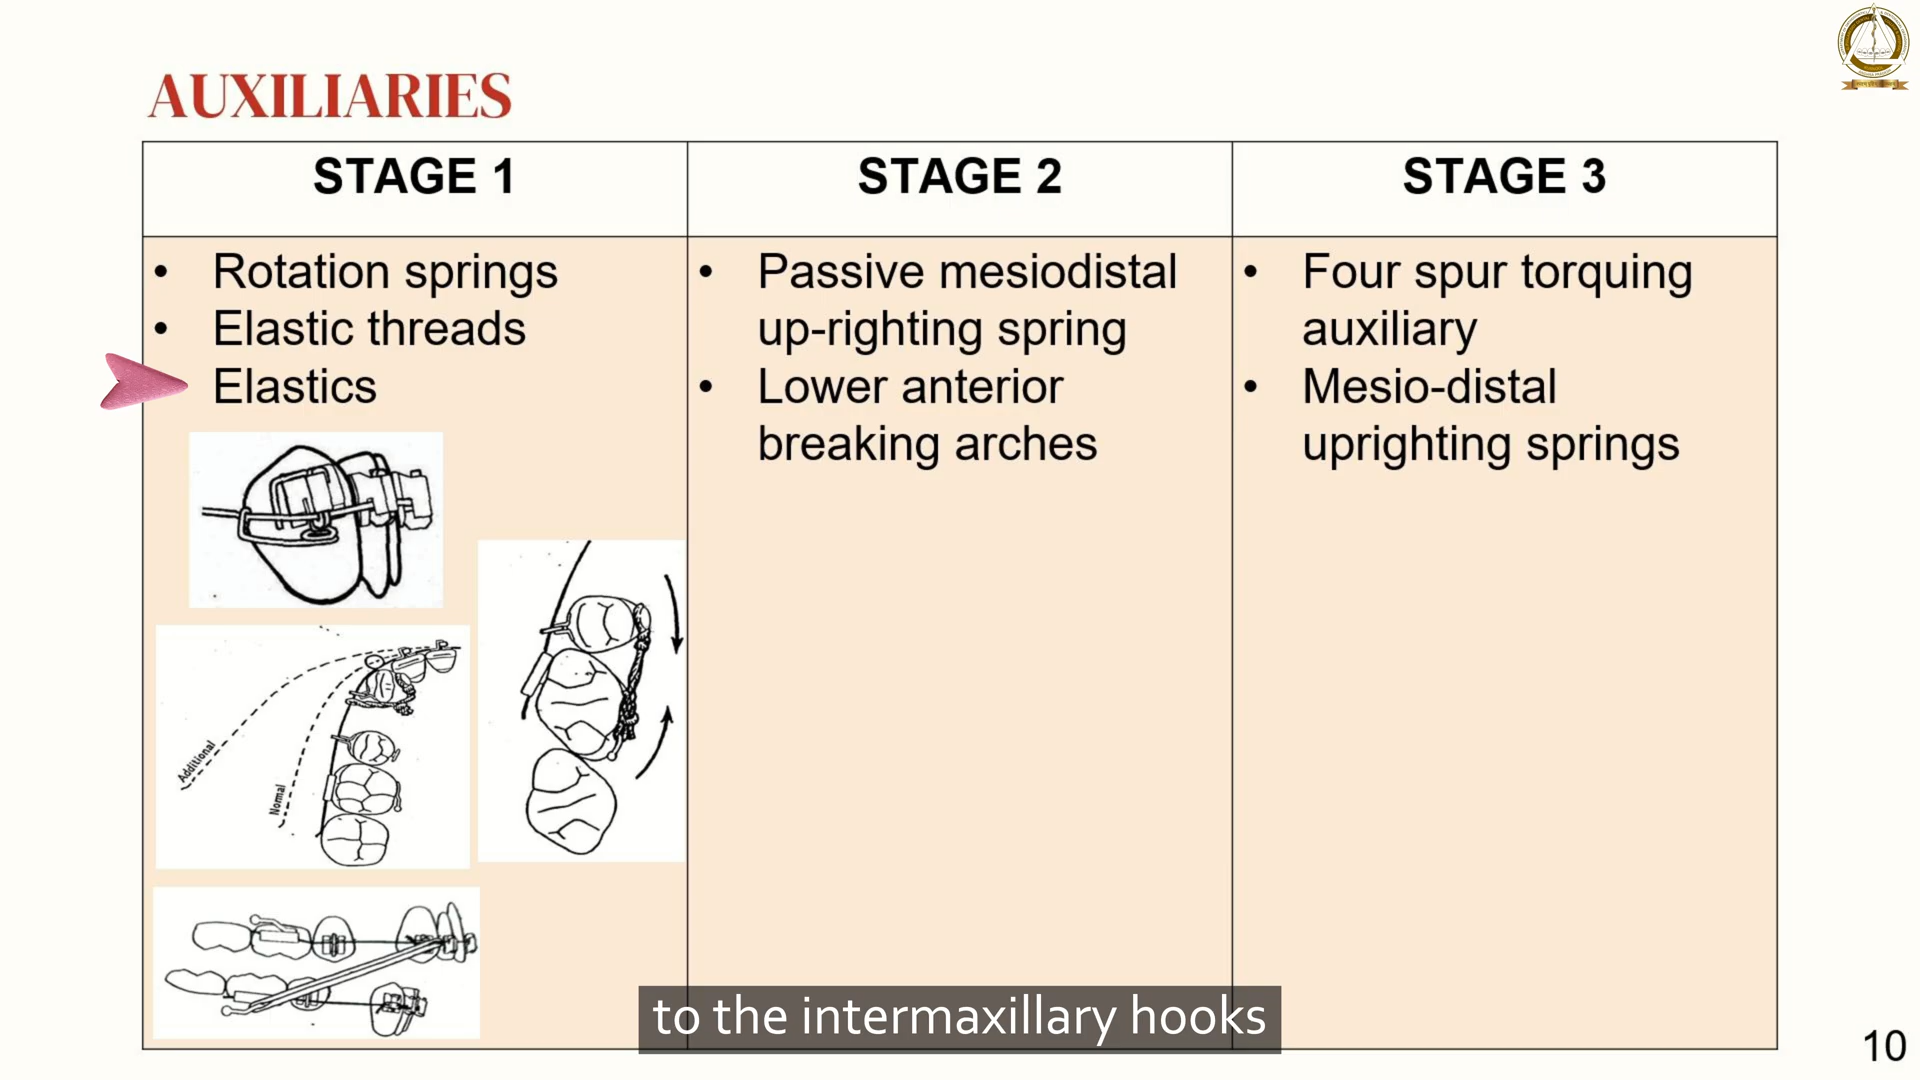 AUXILIARIES
STAGE 1
STAGE 2
STAGE 3
• Rotation springs
• Elastic threads
Elastics
• Passive mesiodistal
up-righting spring
• Lower anterior
breaking arches
• Four spur torquing
auxiliary
• Mesio-distal
uprighting springs
Additional
Normal
to the intermaxillary hooks
10